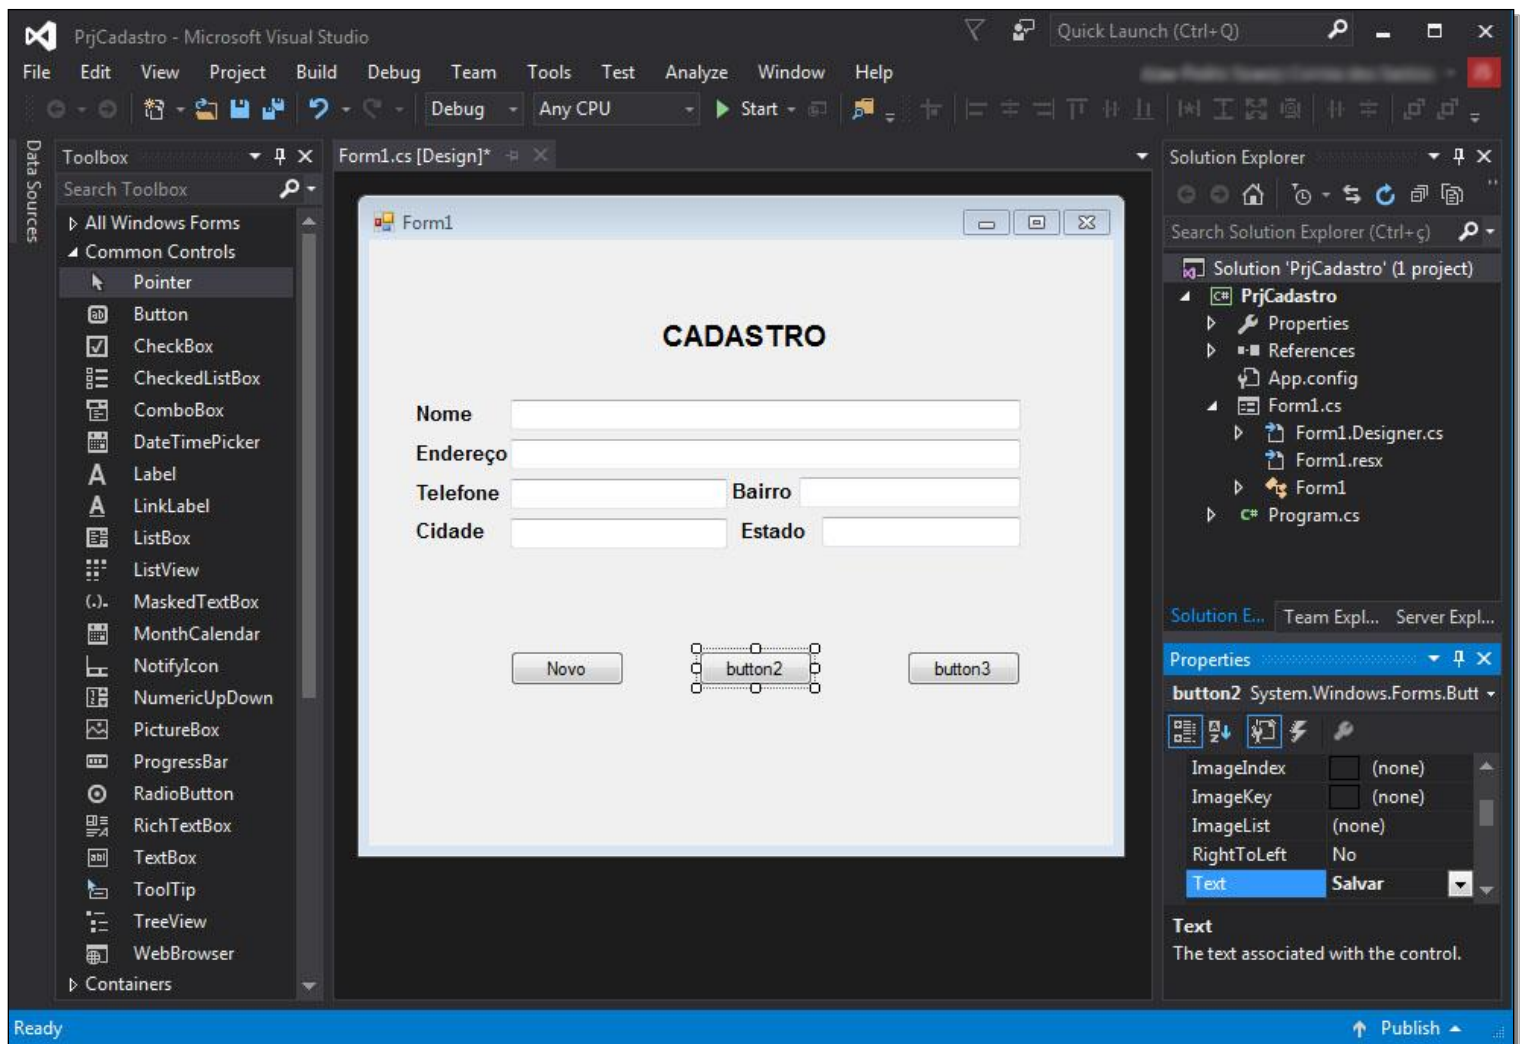 PrjCadastro - Microsoft Visual Studio
Quick Launch (Ctrl+Q)
File Edit View Project Build Debug Team Tools Test Analyze Window Help
Debug Any CPU Start
Data Sources
Toolbox
Search Toolbox
All Windows Forms
Common Controls
Pointer
Button
CheckBox
CheckedListBox
ComboBox
DateTimePicker
Label
LinkLabel
ListBox
ListView
MaskedTextBox
MonthCalendar
NotifyIcon
NumericUpDown
PictureBox
ProgressBar
RadioButton
RichTextBox
TextBox
ToolTip
TreeView
WebBrowser
Containers
Form1.cs [Design]*
Form1
CADASTRO
Nome
Endereço
Telefone Bairro
Cidade Estado
Novo button2 button3
Solution Explorer
Search Solution Explorer (Ctrl+ç)
Solution 'PrjCadastro' (1 project)
C# PrjCadastro
Properties
References
App.config
Form1.cs
Form1.Designer.cs
Form1.resx
Form1
C# Program.cs
Solution E... Team Expl... Server Expl...
Properties
button2 System.Windows.Forms.Butt
ImageIndex (none)
ImageKey (none)
ImageList (none)
RightToLeft No
Text Salvar
Text
The text associated with the control.
Ready
Publish